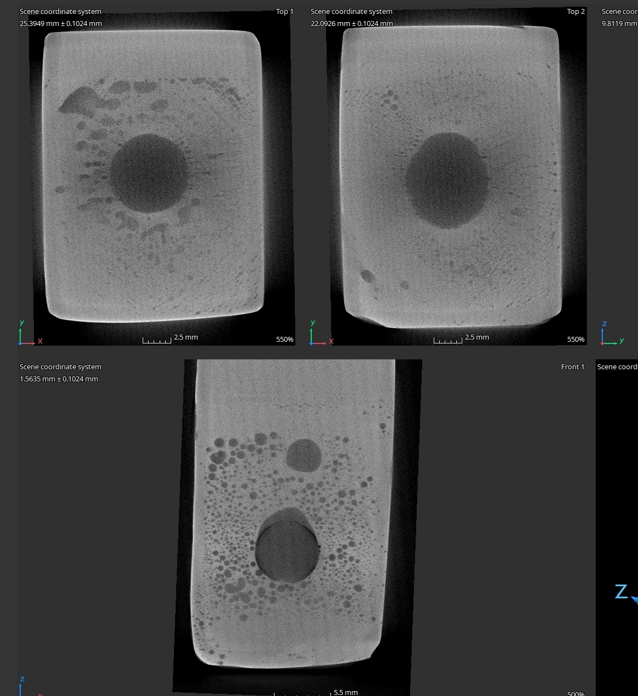 Scene coordinate system
25.3949 mm ± 0.1024 mm
Top 1
y
x
2.5 mm
550%
Scene coordinate system
22.0926 mm ± 0.1024 mm
Top 2
y
x
2.5 mm
550%
Scene coor
9.8119 mm
z
y
Scene coordinate system
1.5635 mm ± 0.1024 mm
Front 1
z
5.5 mm
500%
Scene coord
Z